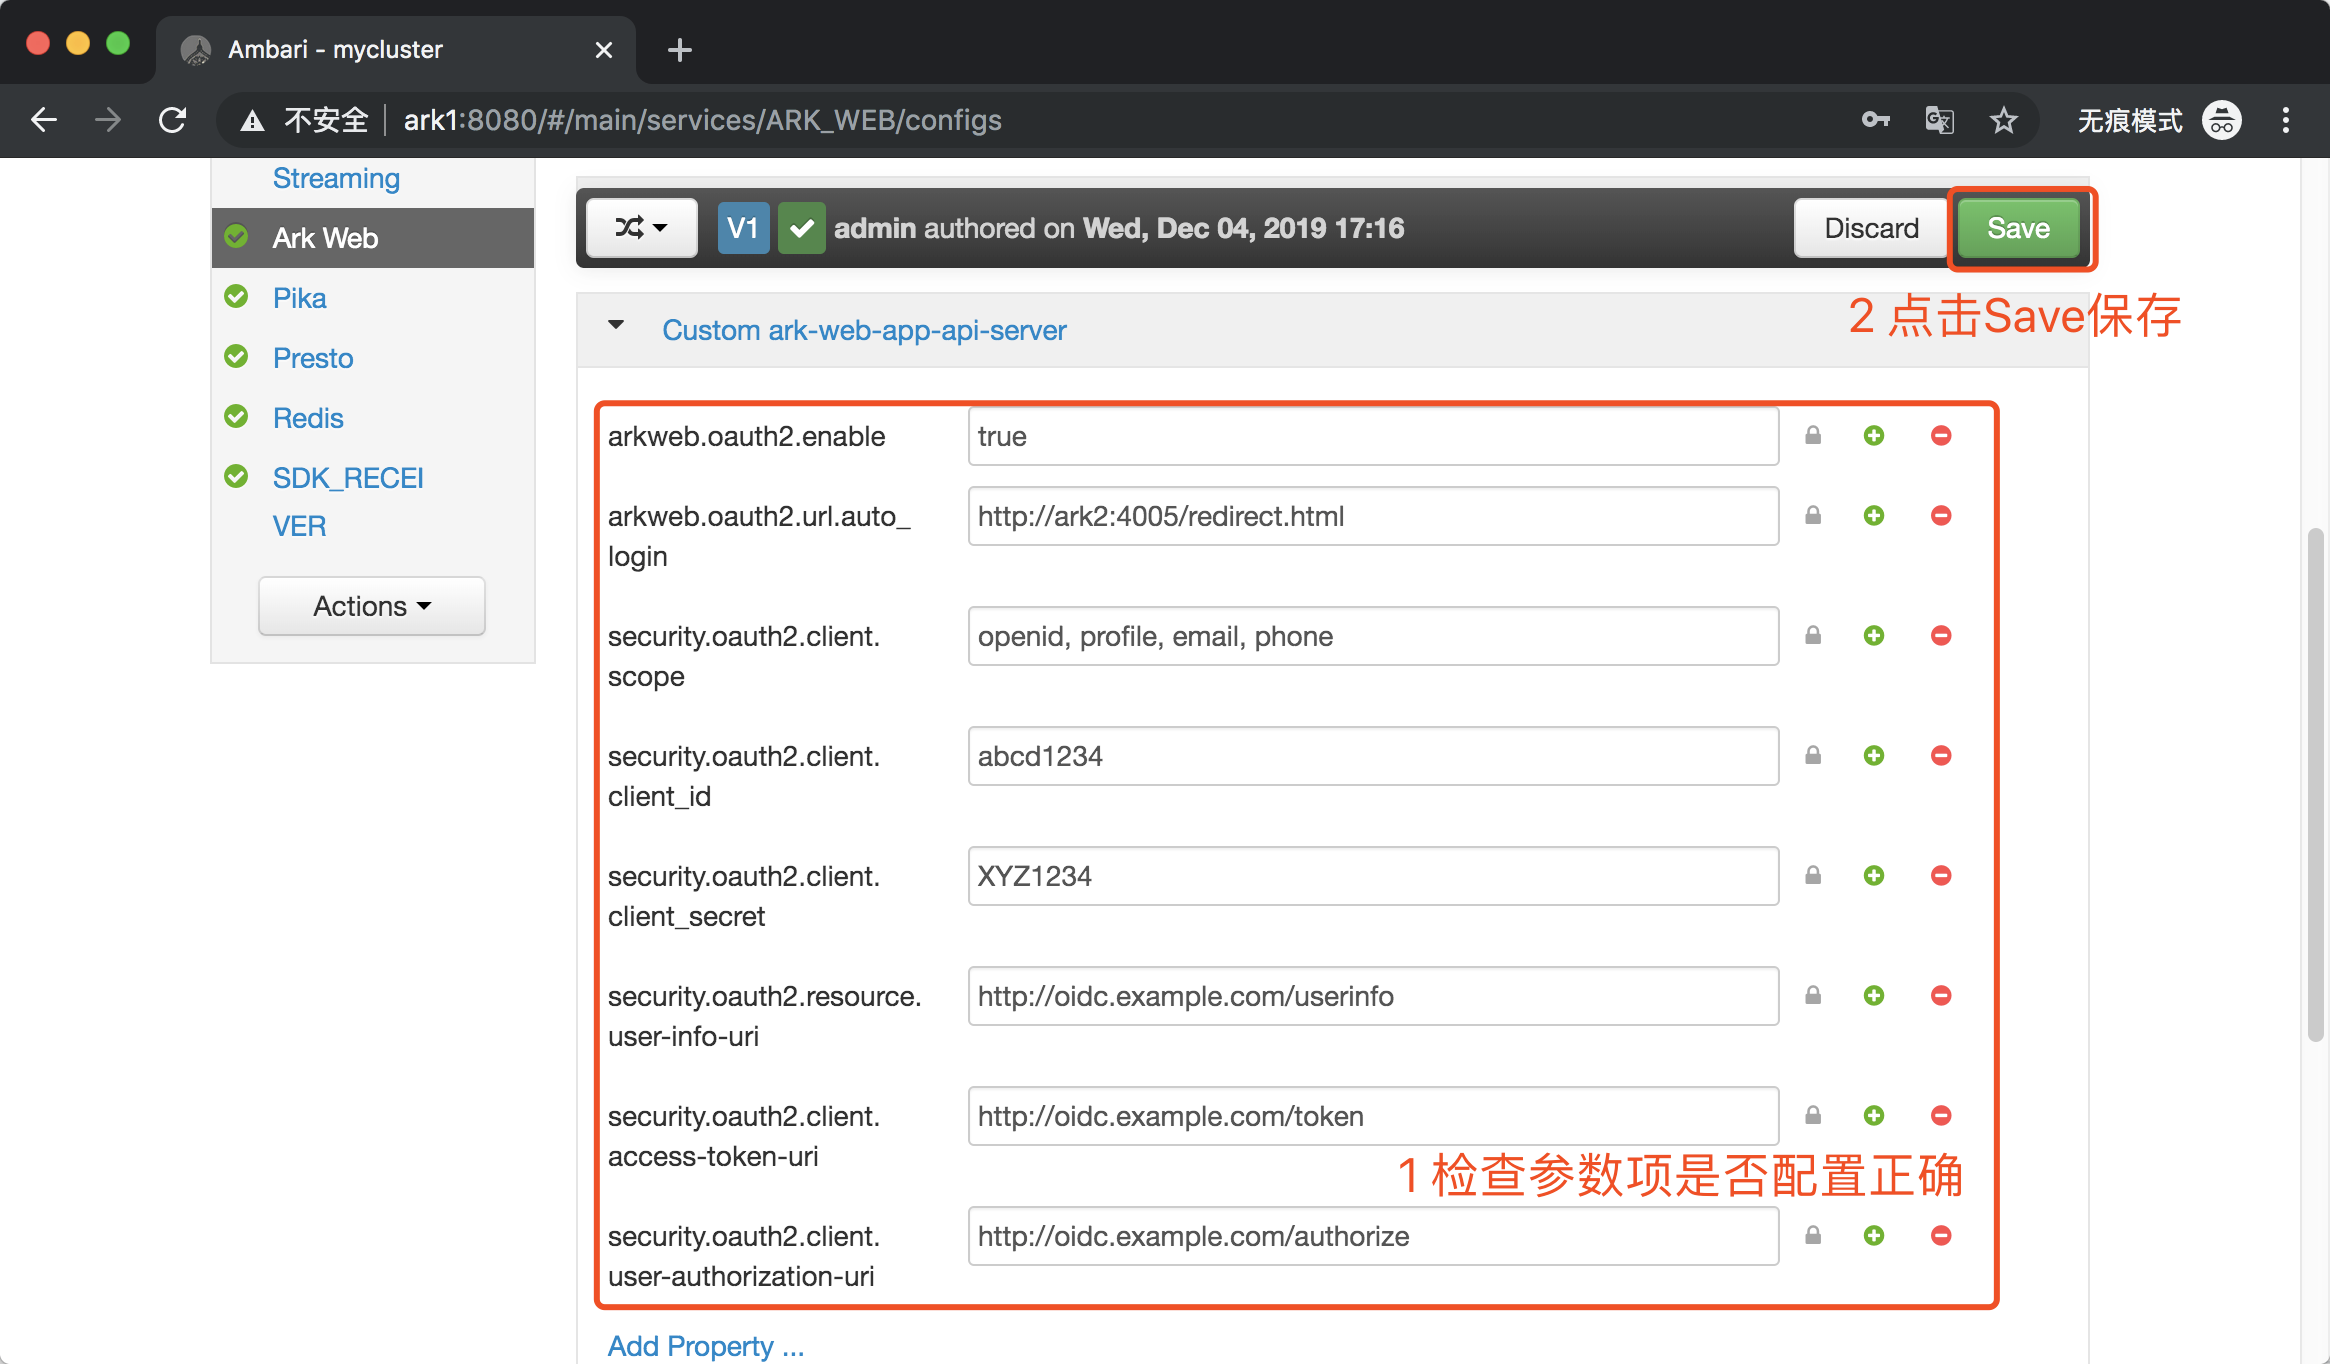 Ambari - mycluster
不安全 ark1:8080/#/main/services/ARK_WEB/configs 无痕模式
Streaming
Ark Web
Pika
Presto
Redis
SDK_RECEI
VER
Actions
V1 admin authored on Wed, Dec 04, 2019 17:16 Discard Save
2 点击Save保存
Custom ark-web-app-api-server
arkweb.oauth2.enable true
arkweb.oauth2.url.auto_ http://ark2:4005/redirect.html
login
security.oauth2.client. openid, profile, email, phone
scope
security.oauth2.client. abcd1234
client_id
security.oauth2.client. XYZ1234
client_secret
security.oauth2.resource. http://oidc.example.com/userinfo
user-info-uri
security.oauth2.client. http://oidc.example.com/token
access-token-uri
1 检查参数项是否配置正确
security.oauth2.client. http://oidc.example.com/authorize
user-authorization-uri
Add Property ...